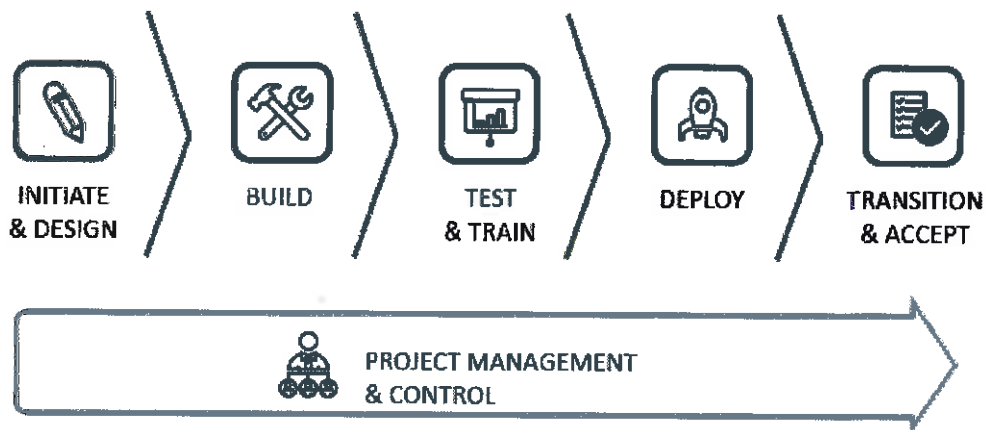 INITIATE
& DESIGN
BUILD
TEST
& TRAIN
DEPLOY
TRANSITION
& ACCEPT
PROJECT MANAGEMENT
& CONTROL